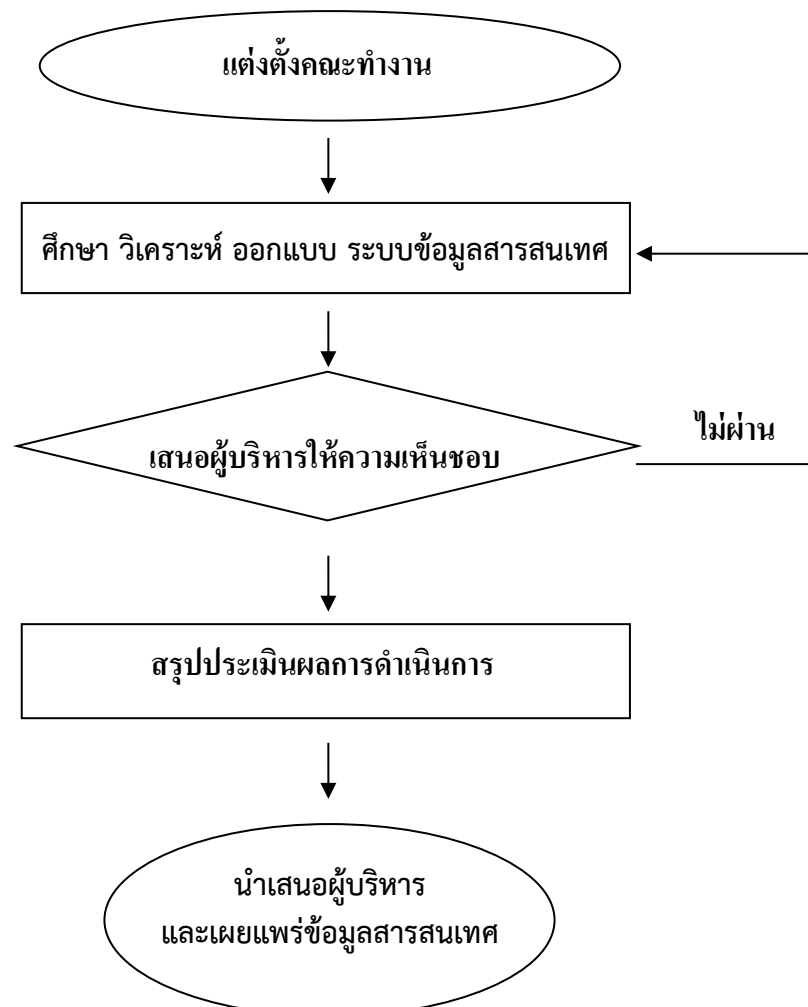 แต่งตั้งคณะทำงาน
ศึกษา วิเคราะห์ ออกแบบ ระบบข้อมูลสารสนเทศ
ไม่ผ่าน
เสนอผู้บริหารให้ความเห็นชอบ
สรุปประเมินผลการดำเนินการ
นำเสนอผู้บริหาร
และเผยแพร่ข้อมูลสารสนเทศ